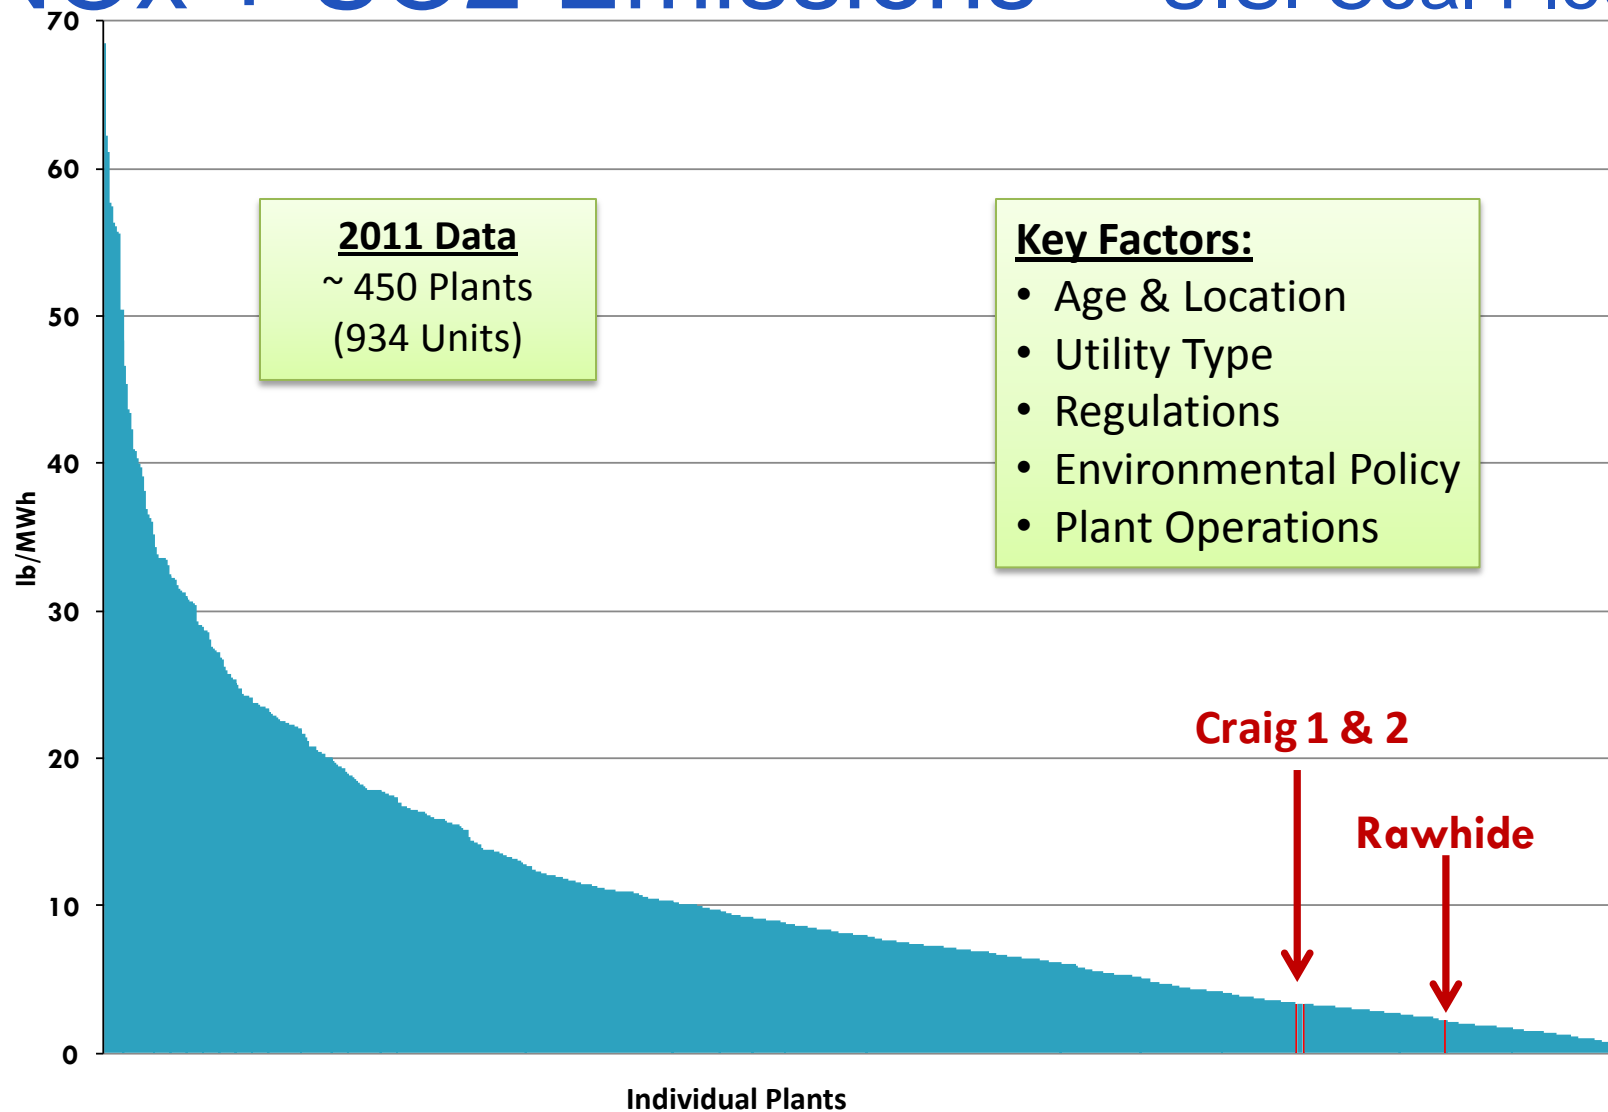 Emissions
70
60
50
40
30
20
10
0
lb/MWh
2011 Data
~ 450 Plants
(934 Units)
Key Factors:
• Age & Location
• Utility Type
• Regulations
• Environmental Policy
• Plant Operations
Craig 1 & 2
Rawhide
Individual Plants